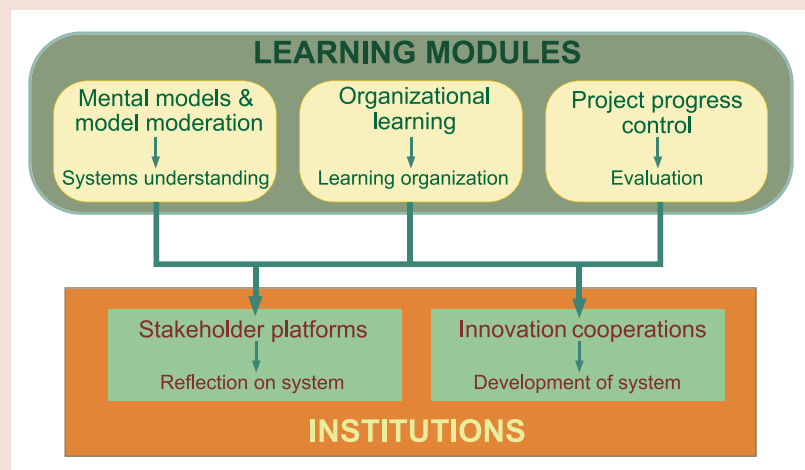 LEARNING MODULES
Mental models &
model moderation
Systems understanding
Organizational
learning
Learning organization
Project progress
control
Evaluation
Stakeholder platforms
Reflection on system
Innovation cooperations
Development of system
INSTITUTIONS